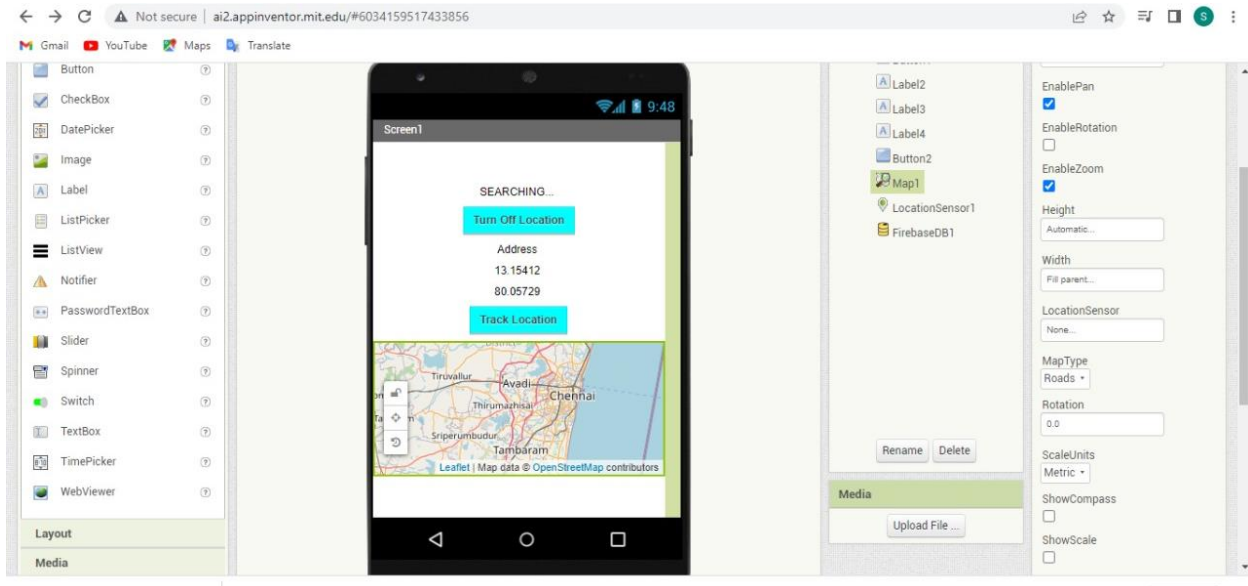 Not secure | ai2.appinventor.mit.edu/#6034159517433856
S
Gmail YouTube Maps Translate
Button
CheckBox
DatePicker
Image
Label
ListPicker
ListView
Notifier
PasswordTextBox
Slider
Spinner
Switch
TextBox
TimePicker
WebViewer
Layout
Media
9:48
Screen1
SEARCHING...
Turn Off Location
Address
13.15412
80.05729
Track Location
Tiruvallur
Avadi
Chennai
Thirumazhisai
Sriperumbudur
Tambaram
Leaflet | Map data © OpenStreetMap contributors
Label2
Label3
Label4
Button2
Map1
LocationSensor1
FirebaseDB1
Rename Delete
Media
Upload File ...
EnablePan
EnableRotation
EnableZoom
Height
Automatic...
Width
Fill parent...
LocationSensor
None...
MapType
Roads
Rotation
0.0
ScaleUnits
Metric
ShowCompass
ShowScale